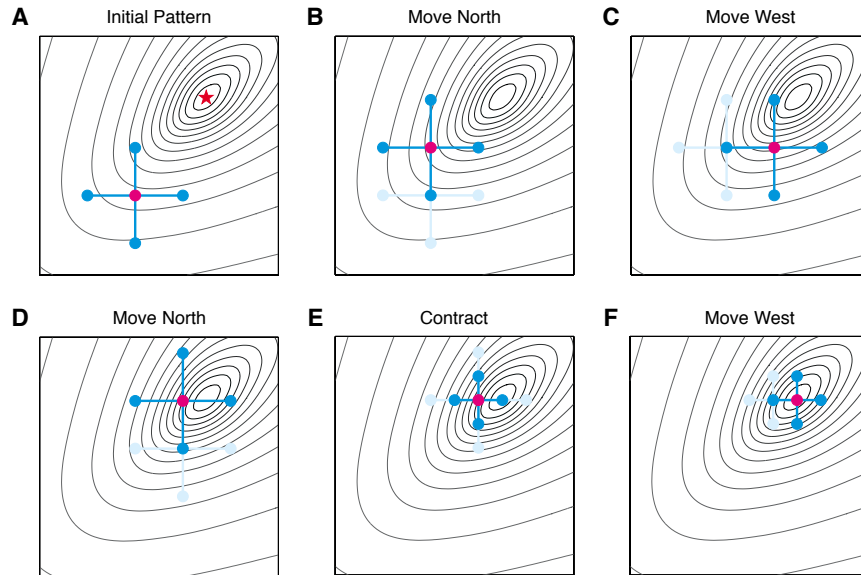 A Initial Pattern
B Move North
C Move West
D Move North
E Contract
F Move West